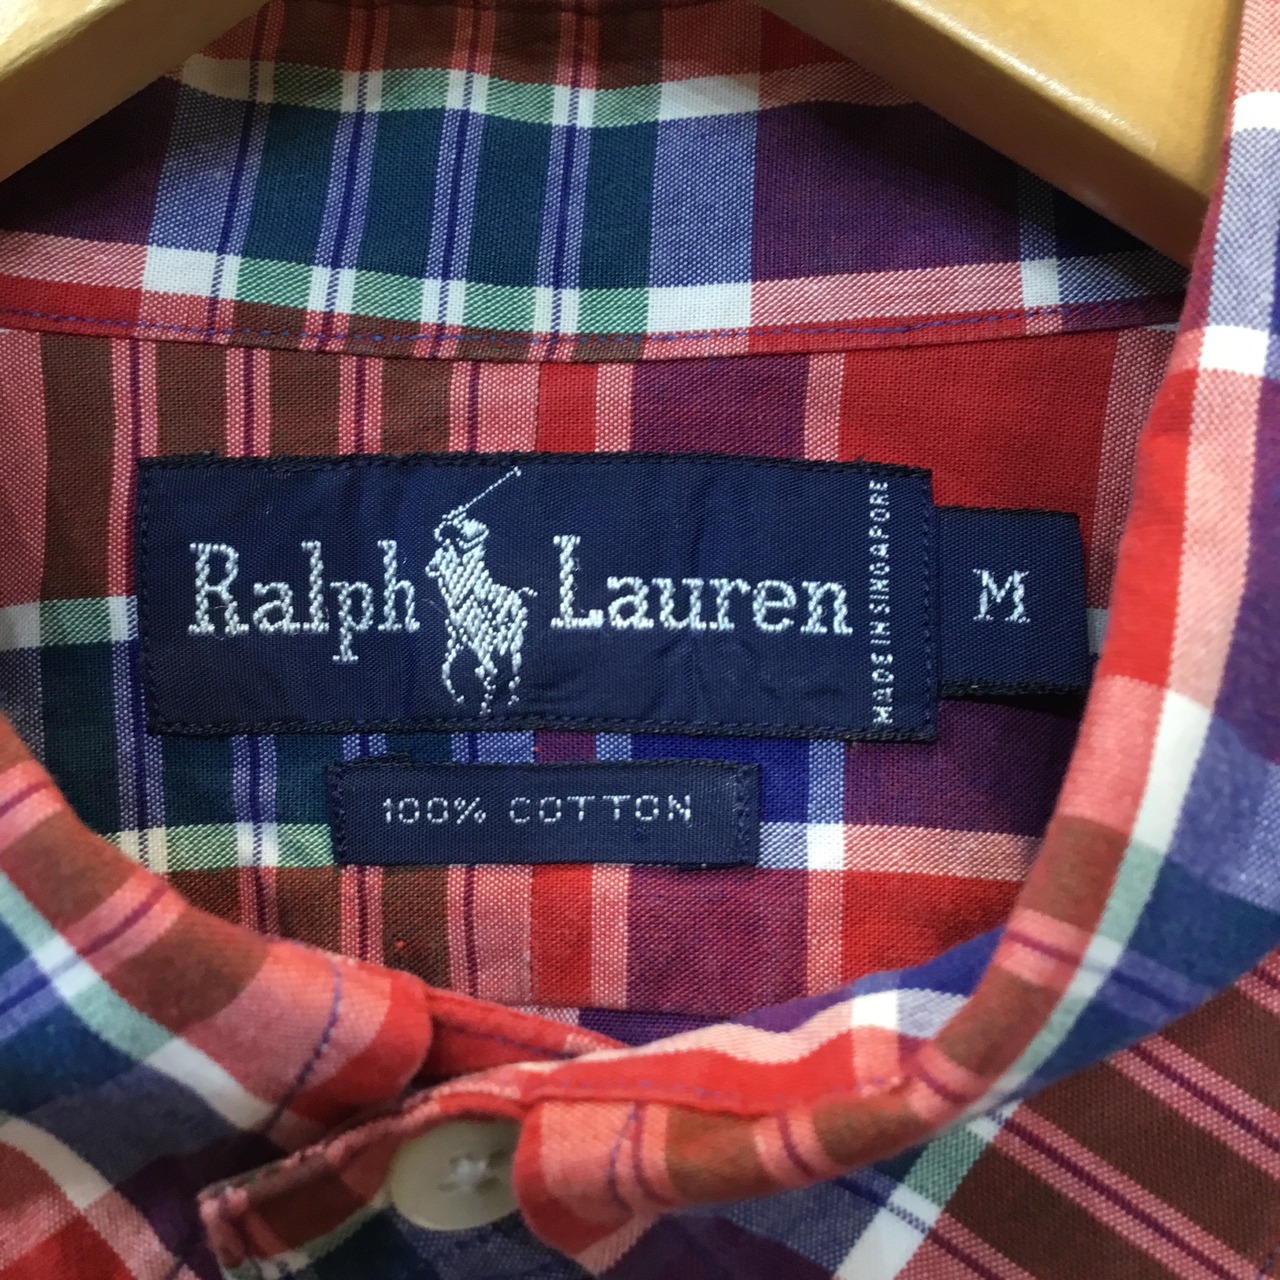 Ralph Lauren
MADE IN SINGAPORE
M
100% COTTON